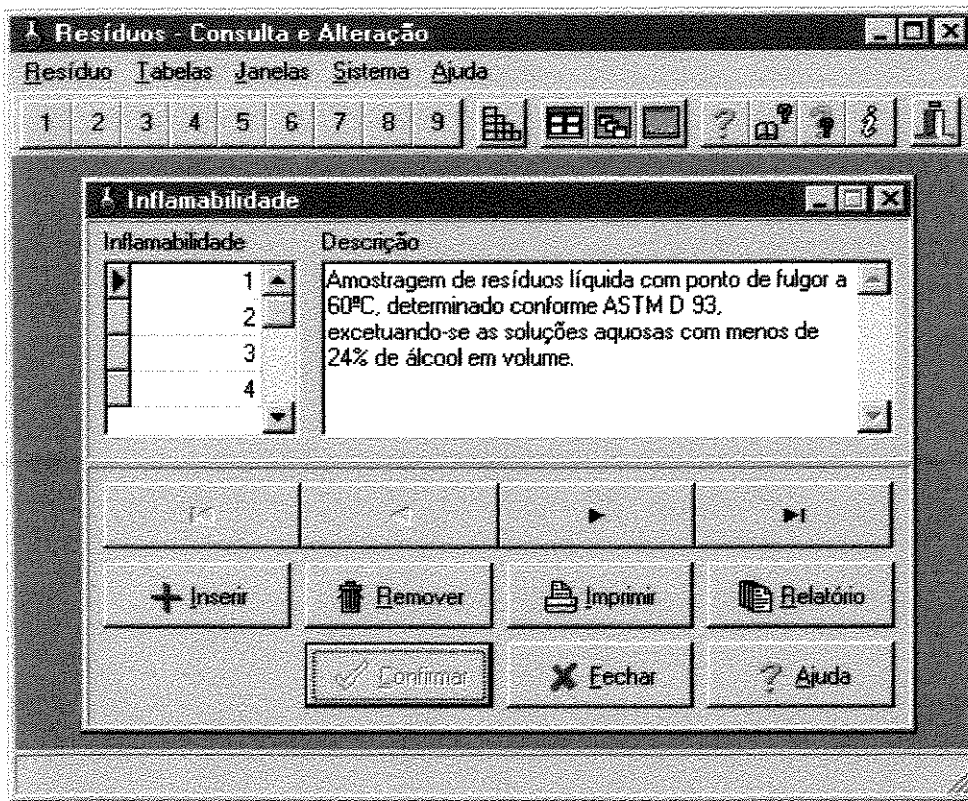 Resíduos - Consulta e Alteração
Resíduo Tabelas Janelas Sistema Ajuda
1 2 3 4 5 6 7 8 9
Inflamabilidade
Inflamabilidade Descrição
1
2
3
4
Amostragem de resíduos líquida com ponto de fulgor a
60ºC, determinado conforme ASTM D 93,
excetuando-se as soluções aquosas com menos de
24% de álcool em volume.
Inserir Remover Imprimir Relatório
Confirmar Fechar Ajuda